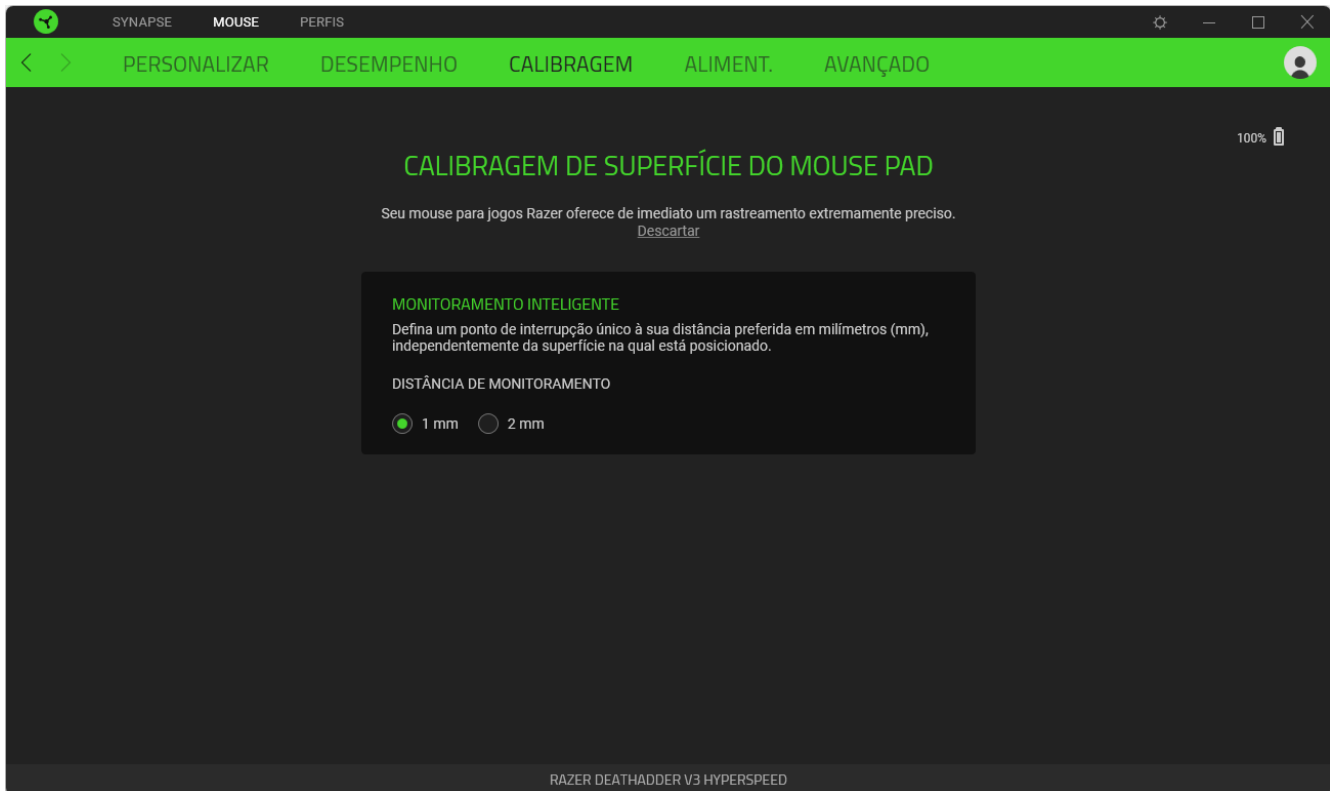 SYNAPSE MOUSE PERFIS
PERSONALIZAR DESEMPENHO CALIBRAGEM ALIMENT. AVANÇADO
100%
CALIBRAGEM DE SUPERFÍCIE DO MOUSE PAD
Seu mouse para jogos Razer oferece de imediato um rastreamento extremamente preciso.
Descartar
MONITORAMENTO INTELIGENTE
Defina um ponto de interrupção único à sua distância preferida em milímetros (mm),
independentemente da superfície na qual está posicionado.
DISTÂNCIA DE MONITORAMENTO
1 mm 2 mm
RAZER DEATHADDER V3 HYPERSPEED